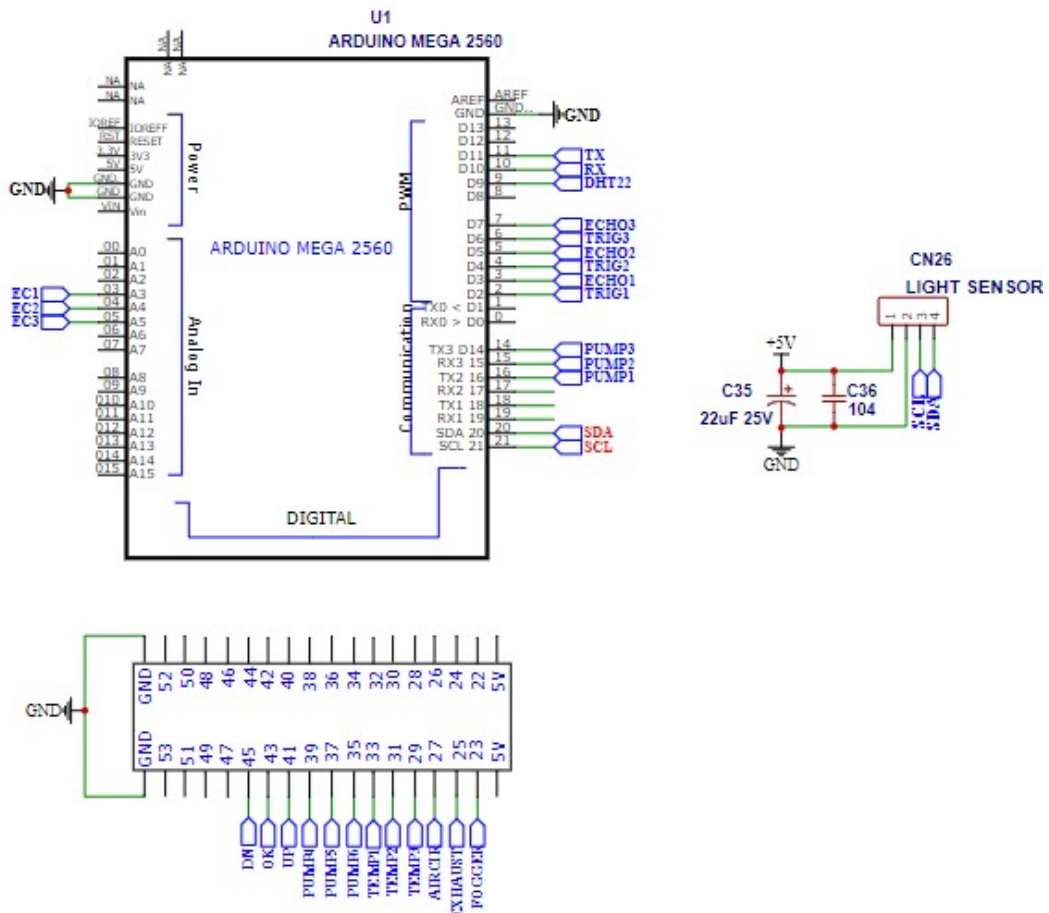 U1
ARDUINO MEGA 2560
NA
NA
NA
NA
NA NA
NA NA
IOREF IOREFF
RST RESET
3.3V 3V3
5V 5V
GND GND
GND GND
VIN Vin
GND
Power
00 A0
01 A1
02 A2
EC1 03 A3
EC2 04 A4
EC3 05 A5
06 A6
07 A7
08 A8
09 A9
010 A10
011 A11
012 A12
013 A13
014 A14
015 A15
Analog In
ARDUINO MEGA 2560
AREF AREF
GND GND.. GND
D13 13
D12 12
D11 11 TX
D10 10 RX
D9 9 DHT22
D8 8
PWM
D7 7 ECHO3
D6 6 TRIG3
D5 5 ECHO2
D4 4 TRIG2
D3 3 ECHO1
D2 2 TRIG1
TX0 < D1 1
RX0 > D0 0
Communication
TX3 D14 14 PUMP3
RX3 15 15 PUMP2
TX2 16 16 PUMP1
RX2 17 17
TX1 18 18
RX1 19 19
SDA 20 20 SDA
SCL 21 21 SCL
DIGITAL
CN26
LIGHT SENSOR
1 2 3 4
+5V
C35
22uF 25V
C36
104
SCL
SDA
GND
GND
GND 52 50 48 46 44 42 40 38 36 34 32 30 28 26 24 22 5V
GND 53 51 49 47 45 43 41 39 37 35 33 31 29 27 25 23 5V
DN
OK
UP
PUMP4
PUMP5
PUMP6
TEMP1
TEMP2
TEMP3
AIRCIR
EXHAUST
FOGGER